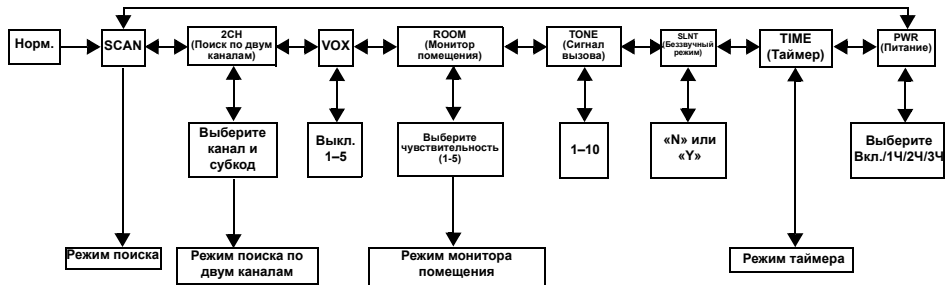 Норм.
SCAN
2CH
(Поиск по двум
каналам)
VOX
ROOM
(Монитор
помещения)
TONE
(Сигнал
вызова)
SLNT
(Беззвучный
режим)
TIME
(Таймер)
PWR
(Питание)
Выберите
канал и
субкод
Выкл.
1–5
Выберите
чувствительность
(1-5)
1–10
«N» или
«Y»
Выберите
Вкл./1Ч/2Ч/3Ч
Режим поиска
Режим поиска по
двум каналам
Режим монитора
помещения
Режим таймера